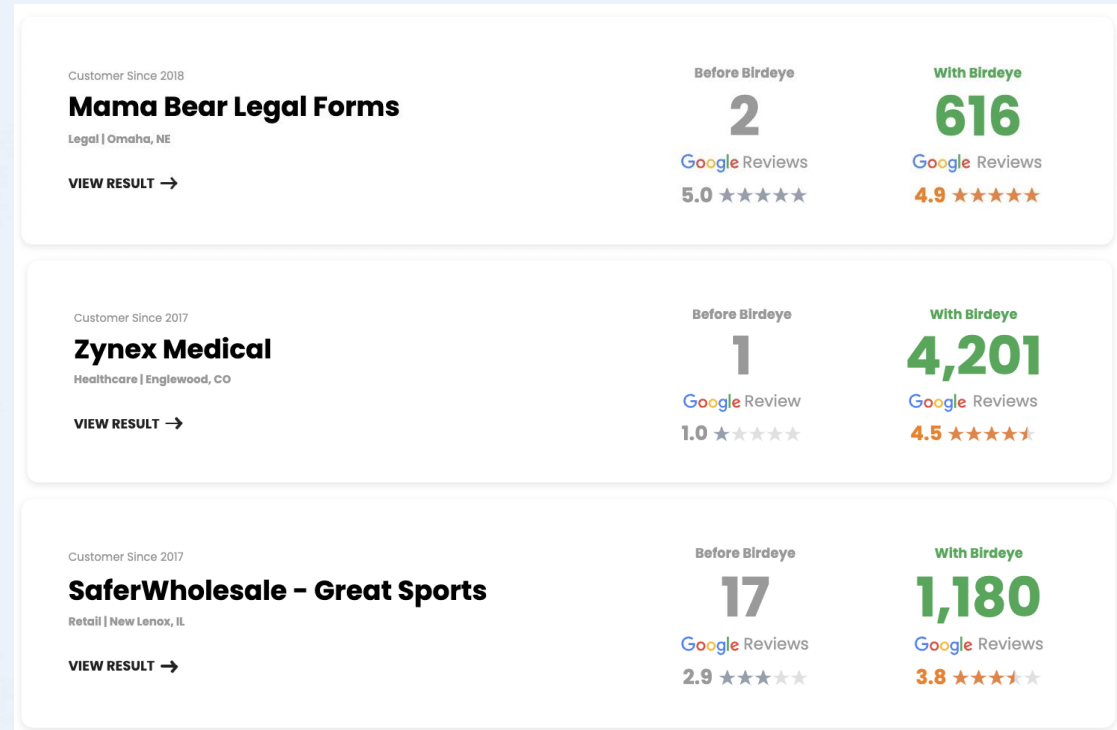 Customer Since 2018
Mama Bear Legal Forms
Legal | Omaha, NE
VIEW RESULT →
Before Birdeye
2
Google Reviews
5.0
With Birdeye
616
Google Reviews
4.9
Customer Since 2017
Zynex Medical
Healthcare | Englewood, CO
VIEW RESULT →
Before Birdeye
1
Google Review
1.0
With Birdeye
4,201
Google Reviews
4.5
Customer Since 2017
SaferWholesale - Great Sports
Retail | New Lenox, IL
VIEW RESULT →
Before Birdeye
17
Google Reviews
2.9
With Birdeye
1,180
Google Reviews
3.8